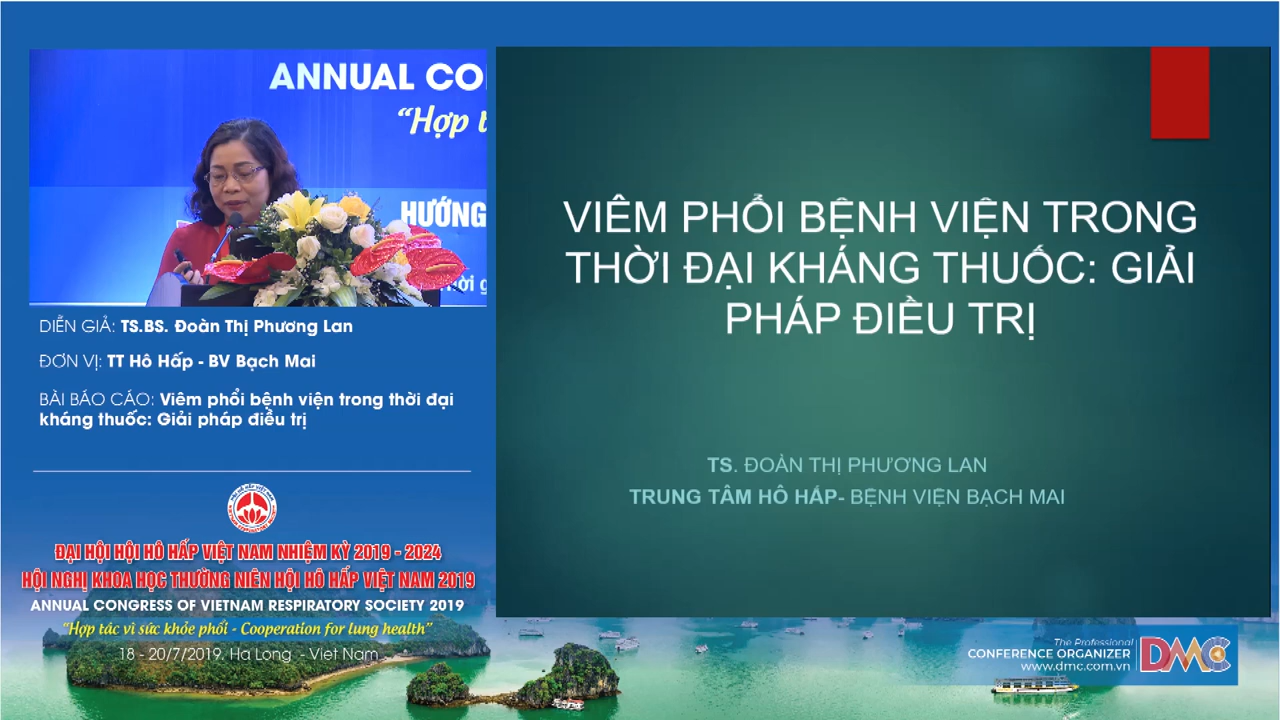 ANNUAL CO
“Hợp t
HƯỚNG
DIỄN GIẢ: TS.BS. Đoàn Thị Phương Lan
ĐƠN VỊ: TT Hô Hấp - BV Bạch Mai
BÀI BÁO CÁO: Viêm phổi bệnh viện trong thời đại
kháng thuốc: Giải pháp điều trị
ĐẠI HỘI HỘI HÔ HẤP VIỆT NAM NHIỆM KỲ 2019 - 2024
HỘI NGHỊ KHOA HỌC THƯỜNG NIÊN HỘI HÔ HẤP VIỆT NAM 2019
ANNUAL CONGRESS OF VIETNAM RESPIRATORY SOCIETY 2019
“Hợp tác vì sức khỏe phổi - Cooperation for lung health”
18 - 20/7/2019. Ha Long - Viet Nam
VIÊM PHỔI BỆNH VIỆN TRONG
THỜI ĐẠI KHÁNG THUỐC: GIẢI
PHÁP ĐIỀU TRỊ
TS. ĐOÀN THỊ PHƯƠNG LAN
TRUNG TÂM HÔ HẤP- BỆNH VIỆN BẠCH MAI
The Professional
CONFERENCE ORGANIZER
www.dmc.com.vn
DMC